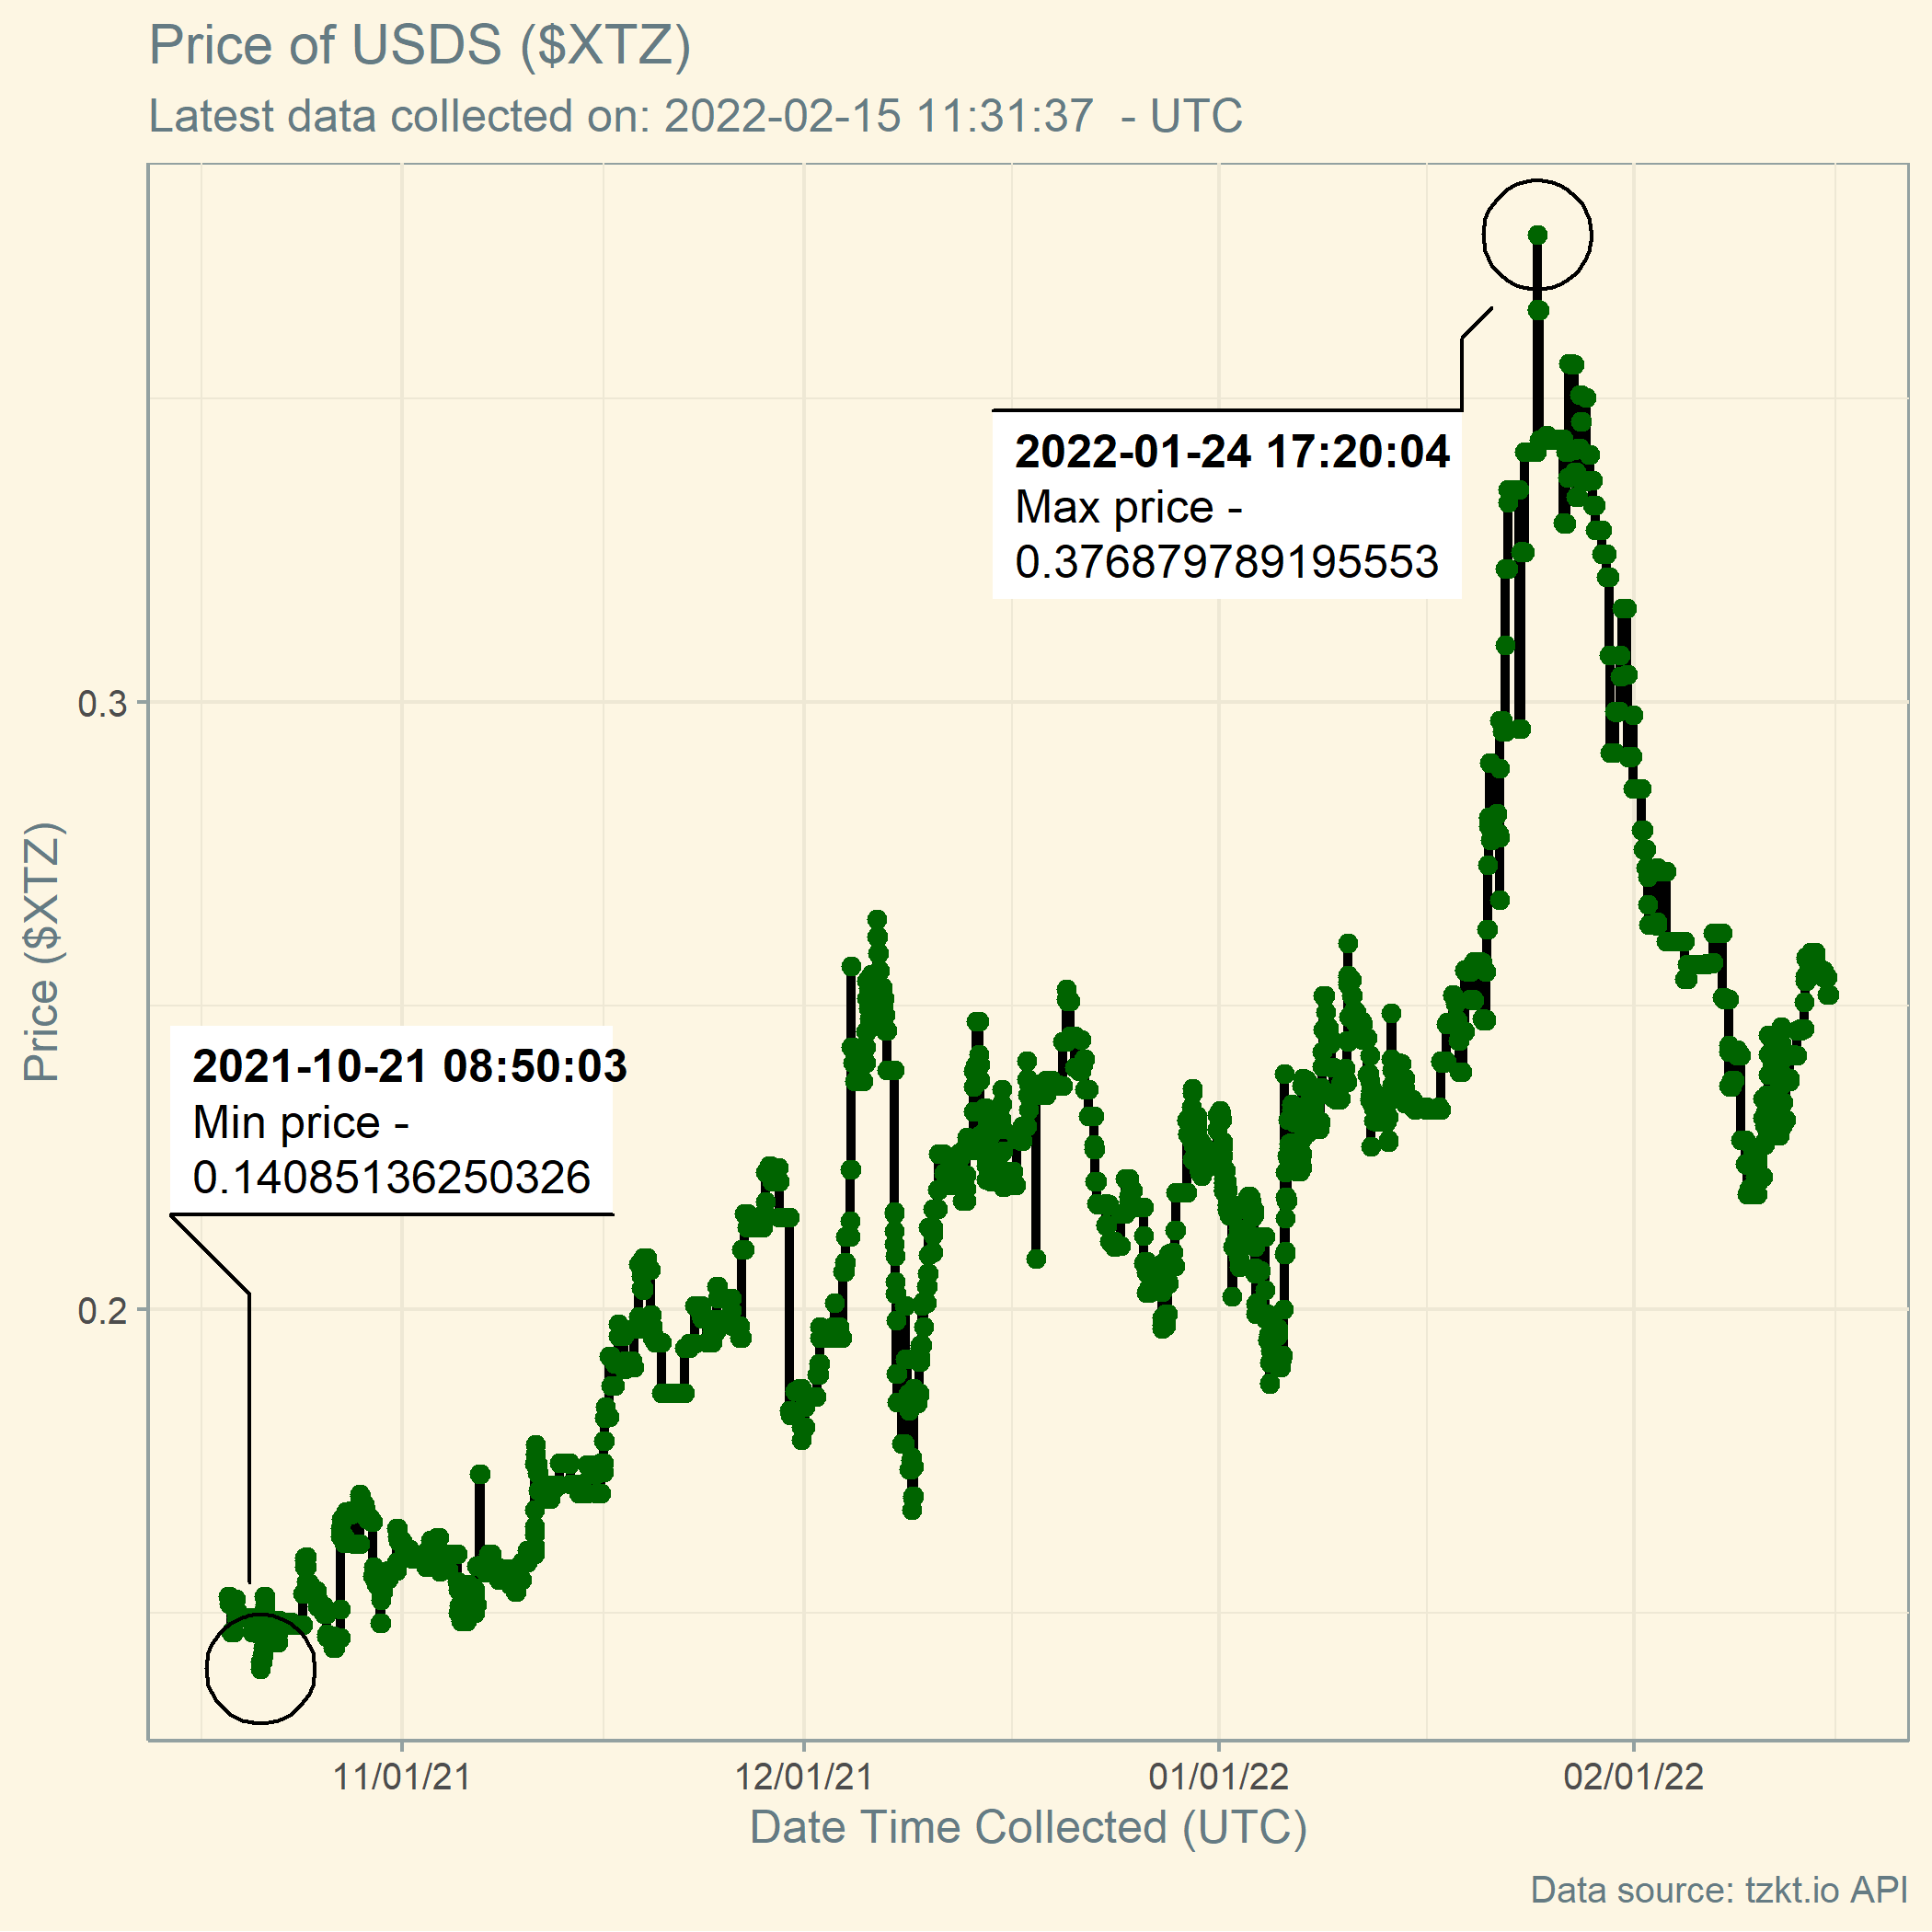 Price of USDS ($XTZ)
Latest data collected on: 2022-02-15 11:31:37  - UTC
2022-01-24 17:20:04
Max price -
0.376879789195553
0.3
Price ($XTZ)
2021-10-21 08:50:03
Min price -
0.14085136250326
0.2
11/01/21
12/01/21
01/01/22
02/01/22
Date Time Collected (UTC)
Data source: tzkt.io API